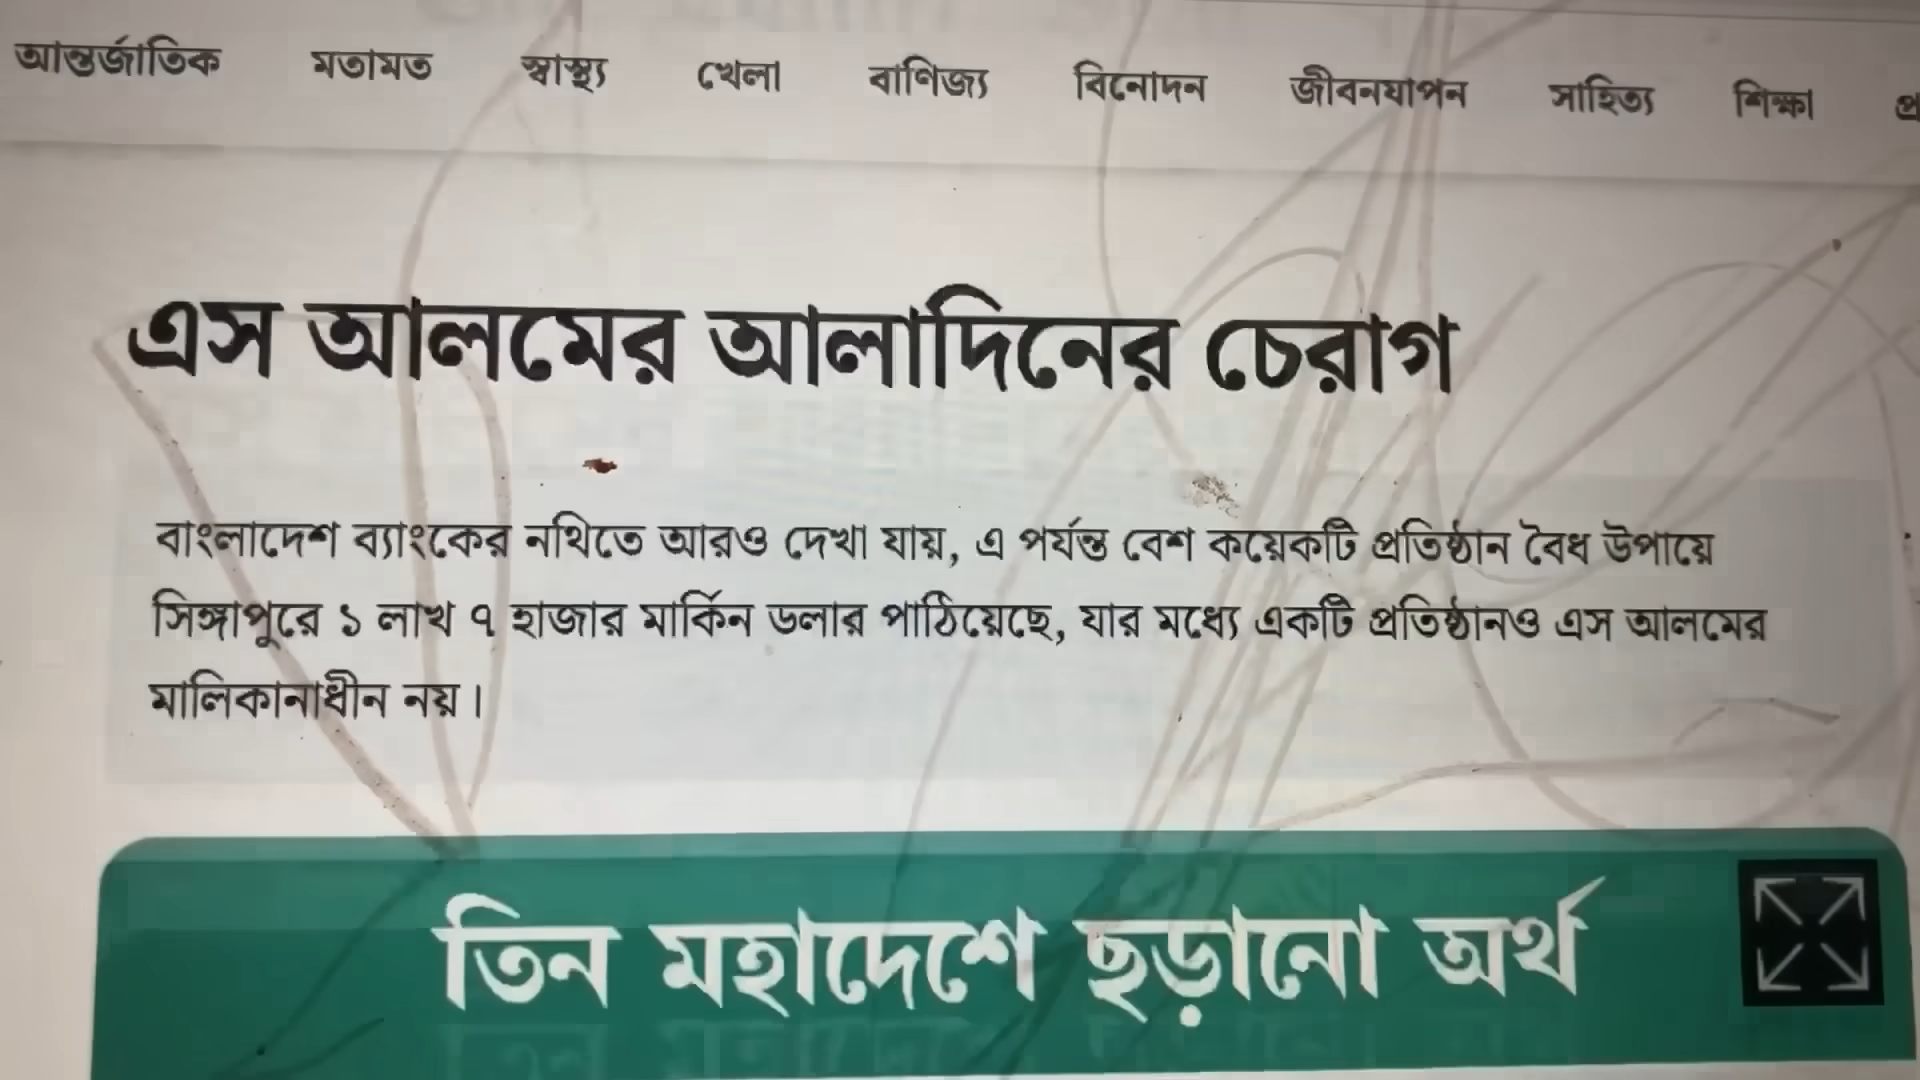 আন্তর্জাতিক মতামত স্বাস্থ্য খেলা বাণিজ্য বিনোদন জীবনযাপন সাহিত্য শিক্ষা
এস আলমের আলাদিনের চেরাগ
বাংলাদেশ ব্যাংকের নথিতে আরও দেখা যায়, এ পর্যন্ত বেশ কয়েকটি প্রতিষ্ঠান বৈধ উপায়ে
সিঙ্গাপুরে ১ লাখ ৭ হাজার মার্কিন ডলার পাঠিয়েছে, যার মধ্যে একটি প্রতিষ্ঠানও এস আলমের
মালিকানাধীন নয়।
তিন মহাদেশে ছড়ানো অর্থ